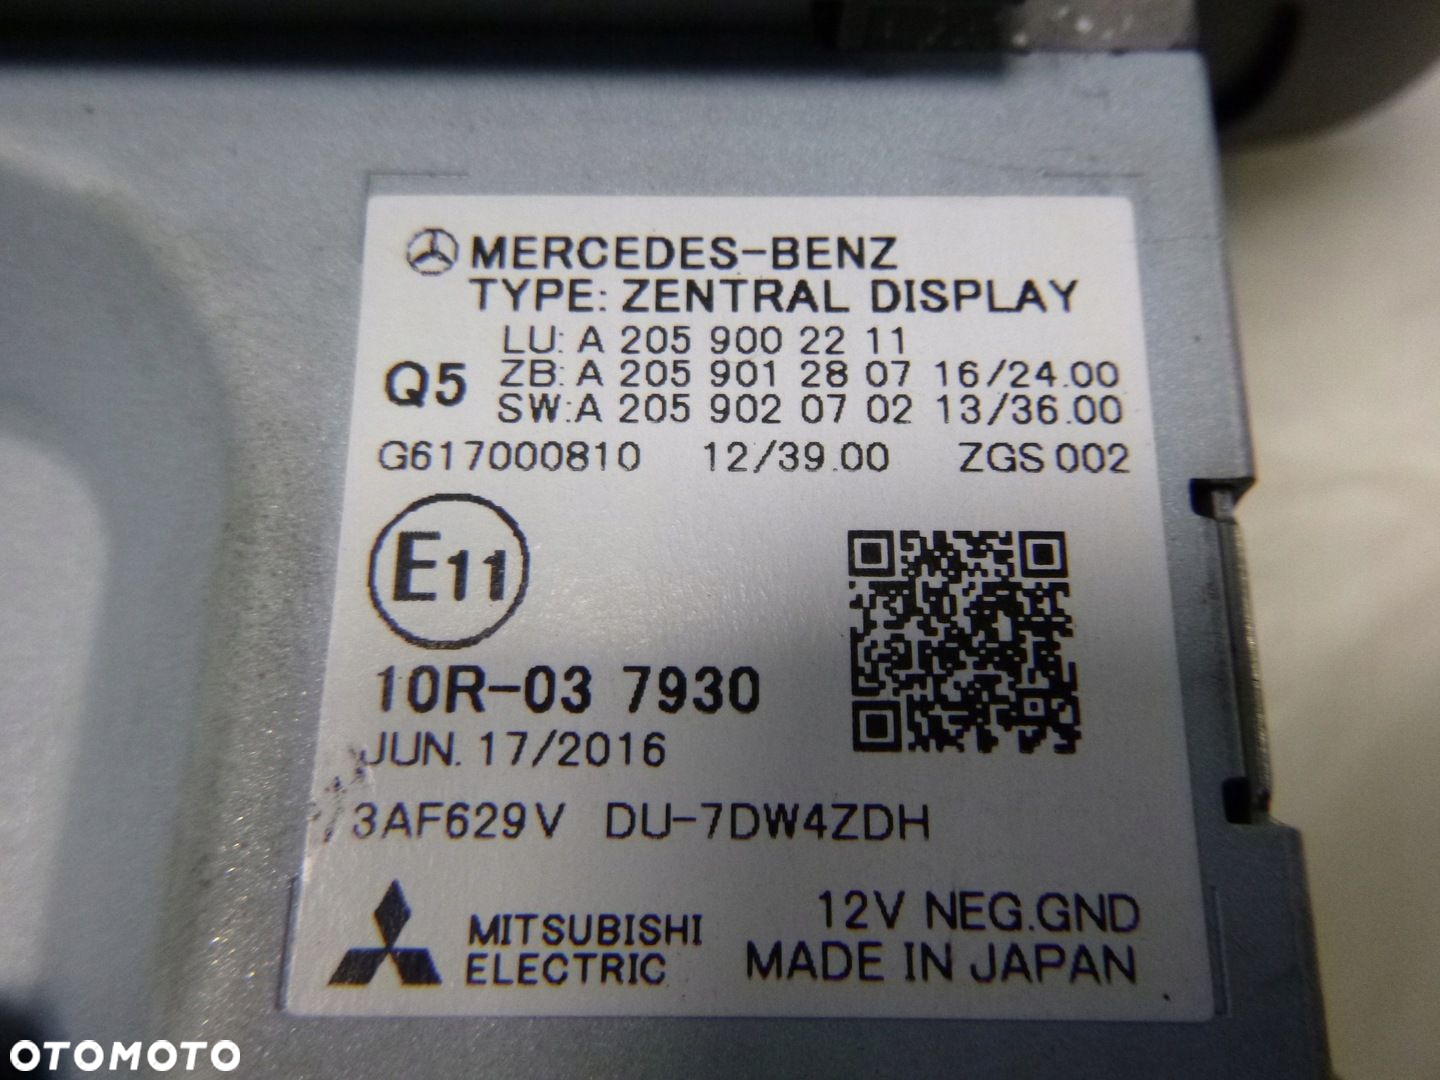 MERCEDES-BENZ
TYPE: ZENTRAL DISPLAY
LU: A 205 900 22 11
Q5 ZB: A 205 901 28 07 16/24.00
SW:A 205 902 07 02 13/36.00
G617000810 12/39.00 ZGS 002
E11
10R-03 7930
JUN. 17/2016
3AF629V DU-7DW4ZDH
MITSUBISHI
ELECTRIC
12V NEG.GND
MADE IN JAPAN
OTOMOTO